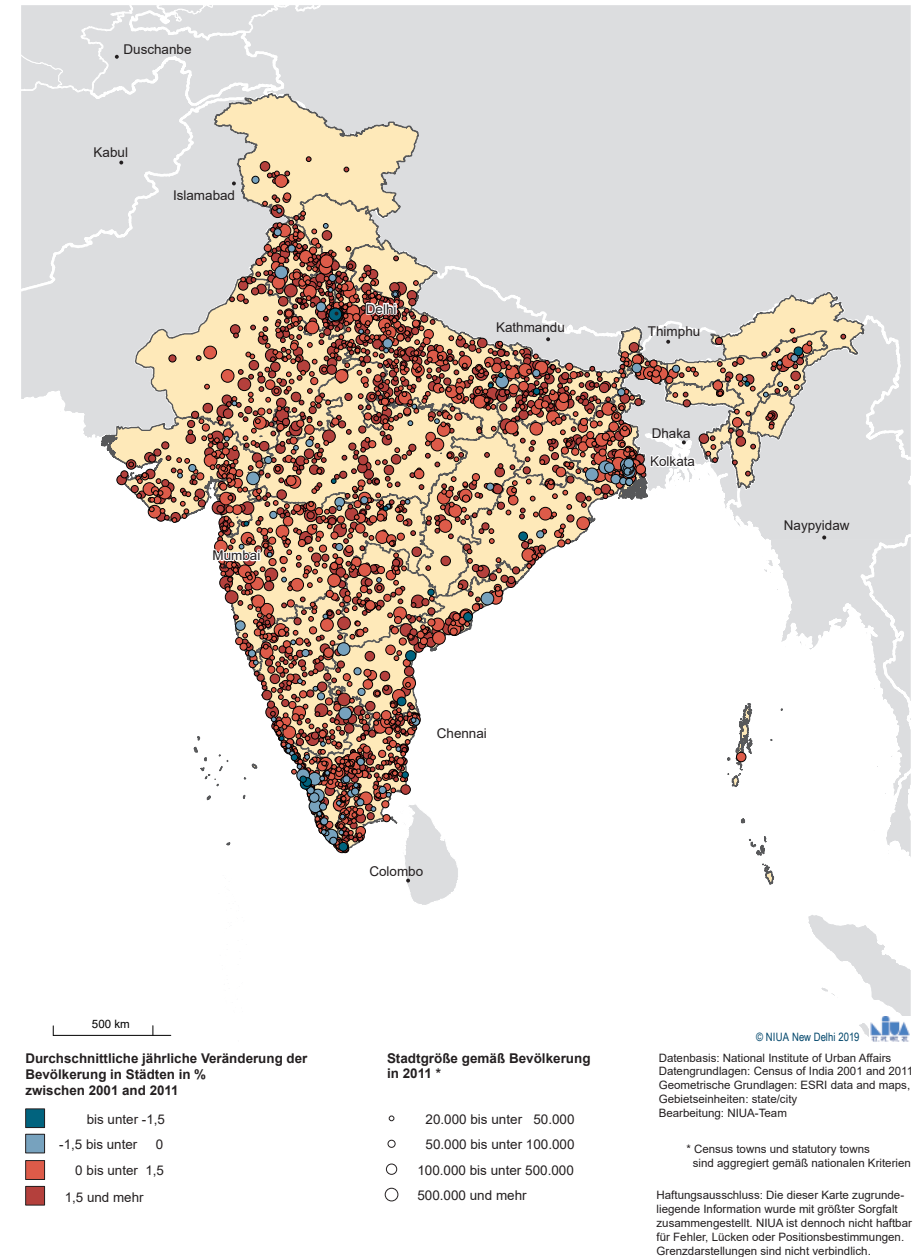 Duschanbe
Kabul
Islamabad
Delhi
Kathmandu
Thimphu
Dhaka
Kolkata
Naypyidaw
Mumbai
Chennai
Colombo
500 km
© NIUA New Delhi 2019
NIUA
Durchschnittliche jährliche Veränderung der
Bevölkerung in Städten in %
zwischen 2001 and 2011
bis unter -1,5
-1,5 bis unter 0
0 bis unter 1,5
1,5 und mehr
Stadtgröße gemäß Bevölkerung
in 2011 *
20.000 bis unter 50.000
50.000 bis unter 100.000
100.000 bis unter 500.000
500.000 und mehr
Datenbasis: National Institute of Urban Affairs
Datengrundlagen: Census of India 2001 and 2011
Geometrische Grundlagen: ESRI data and maps,
Gebietseinheiten: state/city
Bearbeitung: NIUA-Team
* Census towns und statutory towns
sind aggregiert gemäß nationalen Kriterien
Haftungsausschluss: Die dieser Karte zugrunde-
liegende Information wurde mit größter Sorgfalt
zusammengestellt. NIUA ist dennoch nicht haftbar
für Fehler, Lücken oder Positionsbestimmungen.
Grenzdarstellungen sind nicht verbindlich.